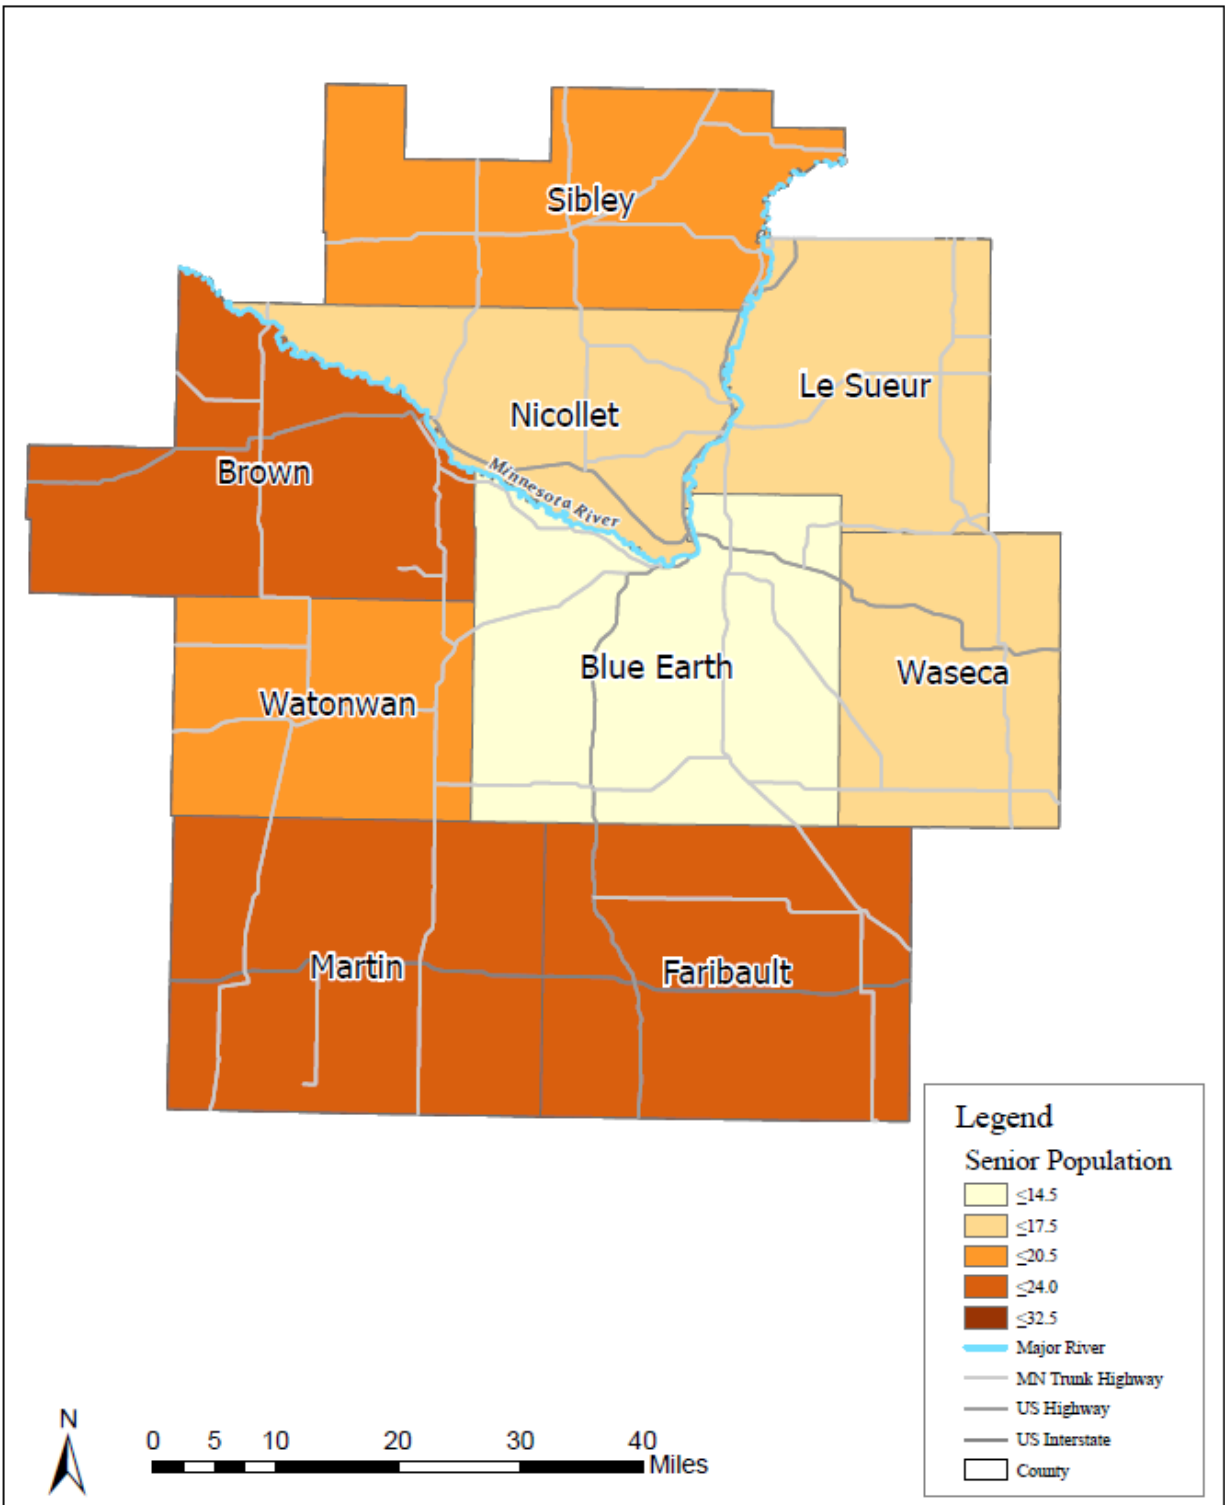 Sibley
Le Sueur
Nicollet
Brown
Minnesota River
Blue Earth
Waseca
Watonwan
Martin
Faribault
Legend
Senior Population
≤14.5
≤17.5
≤20.5
≤24.0
≤32.5
Major River
MN Trunk Highway
US Highway
US Interstate
County
N
0 5 10 20 30 40
Miles